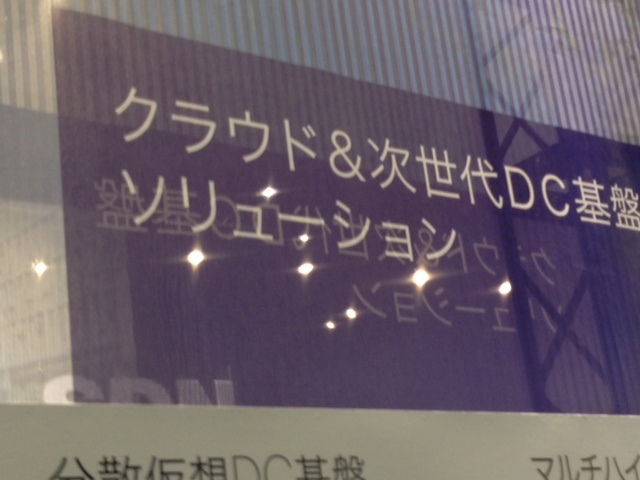 クラウド&次世代DC基盤
ソリューション
SDN
分散仮想DC基盤
マルチハイ